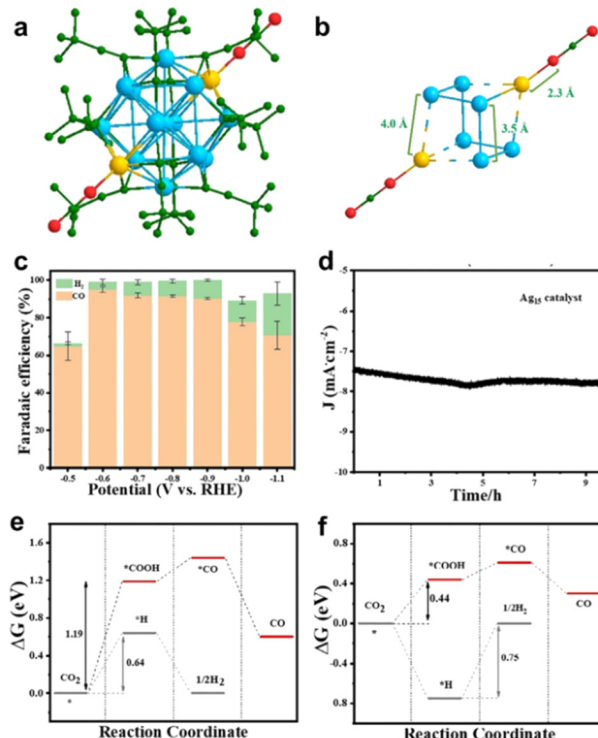 a
b
2.3 Å
4.0 Å
3.5 Å
c
H₂
CO
Faradaic efficiency (%)
100
80
60
40
20
0
-0.5 -0.6 -0.7 -0.8 -0.9 -1.0 -1.1
Potential (V vs. RHE)
d
Ag₁₅ catalyst
J (mA cm⁻²)
-5
-6
-7
-8
-9
-10
1 3 5 7 9
Time/h
e
ΔG (eV)
1.8
1.2
0.6
0.0
*COOH
*CO
*H
CO
1.19
0.64
CO₂
*
1/2H₂
Reaction Coordinate
f
ΔG (eV)
0.8
0.4
0.0
0.4
0.8
*COOH
*CO
CO₂
*
0.44
1/2H₂
CO
0.75
*H
Reaction Coordinate